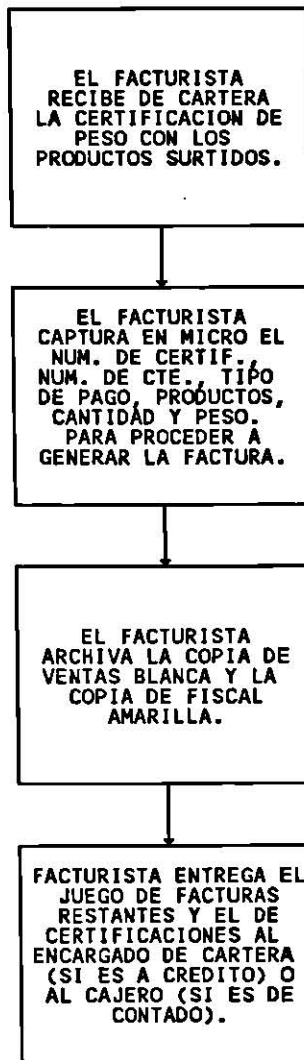 EL FACTURISTA
RECIBE DE CARTERA
LA CERTIFICACION DE
PESO CON LOS
PRODUCTOS SURTIDOS.
EL FACTURISTA
CAPTURA EN MICRO EL
NUM. DE CERTIF.,
NUM. DE CTE., TIPO
DE PAGO, PRODUCTOS,
CANTIDAD Y PESO.
PARA PROCEDER A
GENERAR LA FACTURA.
EL FACTURISTA
ARCHIVA LA COPIA DE
VENTAS BLANCA Y LA
COPIA DE FISCAL
AMARILLA.
FACTURISTA ENTREGA EL
JUEGO DE FACTURAS
RESTANTES Y EL DE
CERTIFICACIONES AL
ENCARGADO DE CARTERA
(SI ES A CREDITO) O
AL CAJERO (SI ES DE
CONTADO).